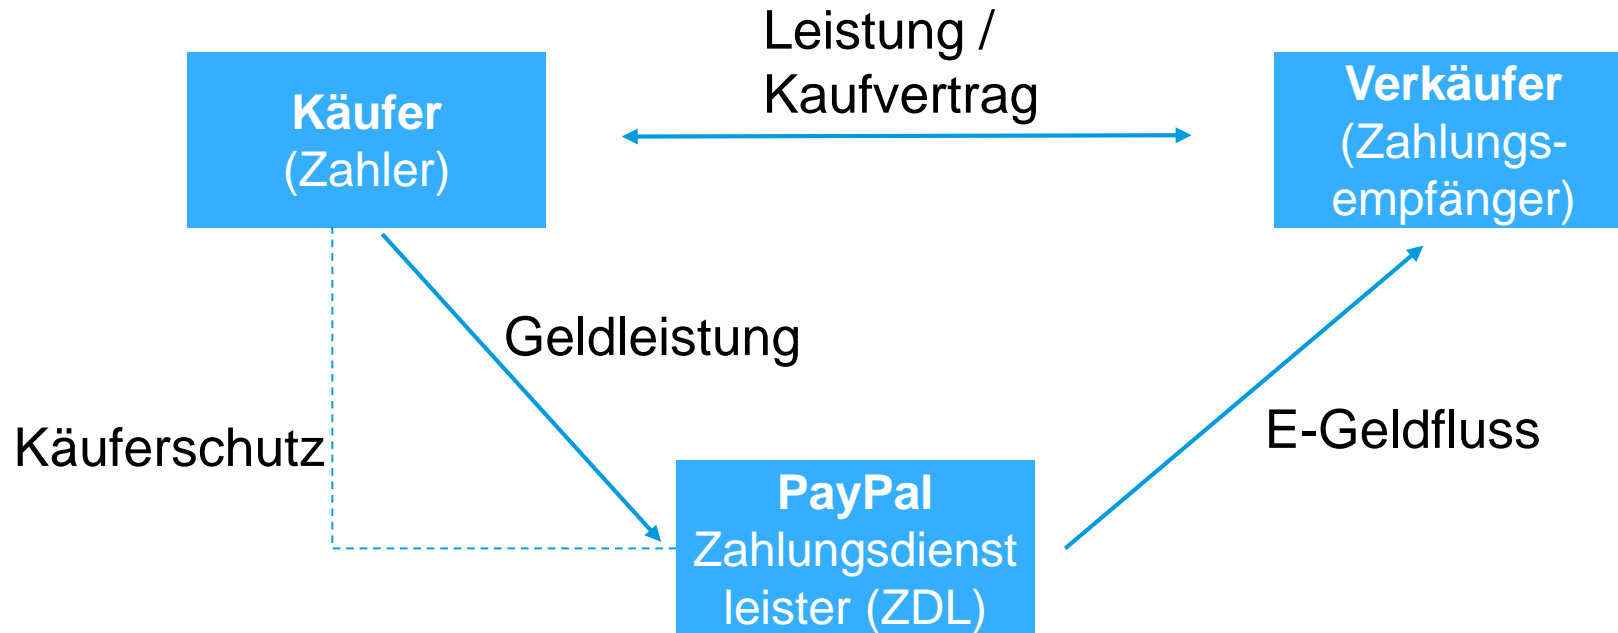 Leistung /
Kaufvertrag
Käufer
(Zahler)
Verkäufer
(Zahlungs-
empfänger)
Geldleistung
Käuferschutz
E-Geldfluss
PayPal
Zahlungsdienst
leister (ZDL)